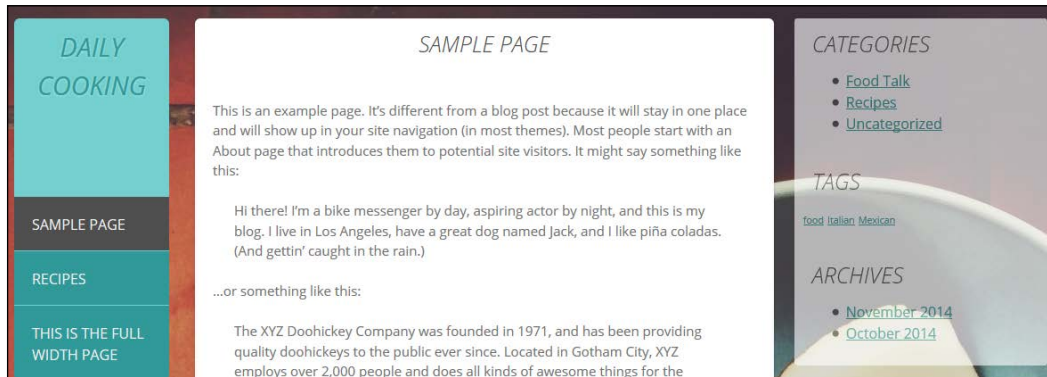 DAILY
COOKING
SAMPLE PAGE
RECIPES
THIS IS THE FULL
WIDTH PAGE
SAMPLE PAGE
This is an example page. It's different from a blog post because it will stay in one place
and will show up in your site navigation (in most themes). Most people start with an
About page that introduces them to potential site visitors. It might say something like
this:
Hi there! I'm a bike messenger by day, aspiring actor by night, and this is my
blog. I live in Los Angeles, have a great dog named Jack, and I like piña coladas.
(And gettin' caught in the rain.)
...or something like this:
The XYZ Doohickey Company was founded in 1971, and has been providing
quality doohickeys to the public ever since. Located in Gotham City, XYZ
employs over 2,000 people and does all kinds of awesome things for the
CATEGORIES
Food Talk
Recipes
Uncategorized
TAGS
food Italian Mexican
ARCHIVES
November 2014
October 2014